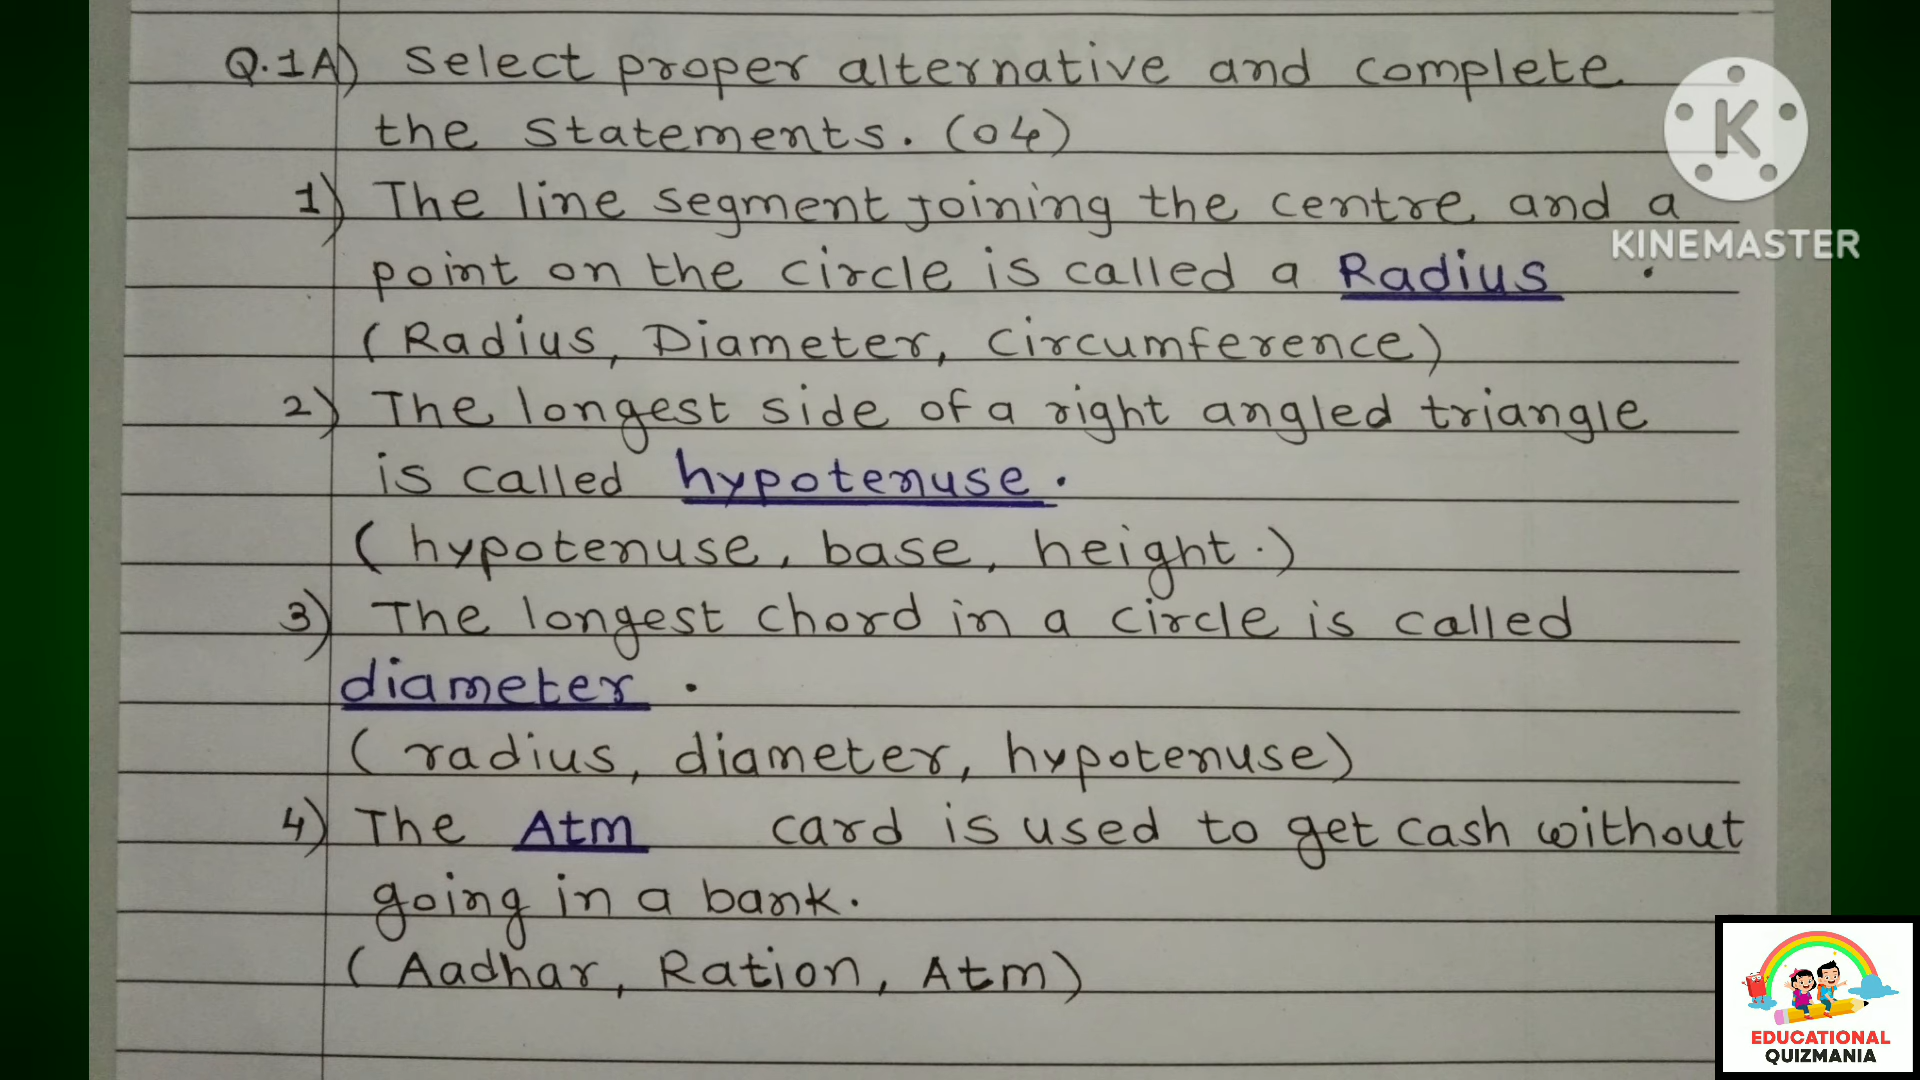 Q.1A) Select proper alternative and complete
the statements. (04)
1) The line segment joining the centre and a
point on the circle is called a Radius .
(Radius, Diameter, circumference)
2) The longest side of a right angled triangle
is called hypotenuse.
(hypotenuse, base, height.)
3) The longest chord in a circle is called
diameter .
(radius, diameter, hypotenuse)
4) The Atm card is used to get cash without
going in a bank.
(Aadhar, Ration, Atm)
K
KINEMASTER
EDUCATIONAL
QUIZMANIA